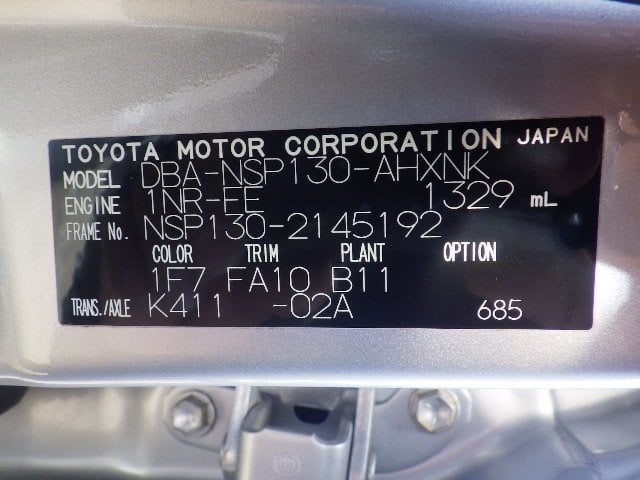 TOYOTA MOTOR CORPORATION JAPAN
MODEL DBA-NSP130-AHXNK
ENGINE 1NR-FE 1329 mL
FRAME No. NSP130-2145192
COLOR TRIM PLANT OPTION
1F7 FA10 B11
TRANS./AXLE K411 -02A 685